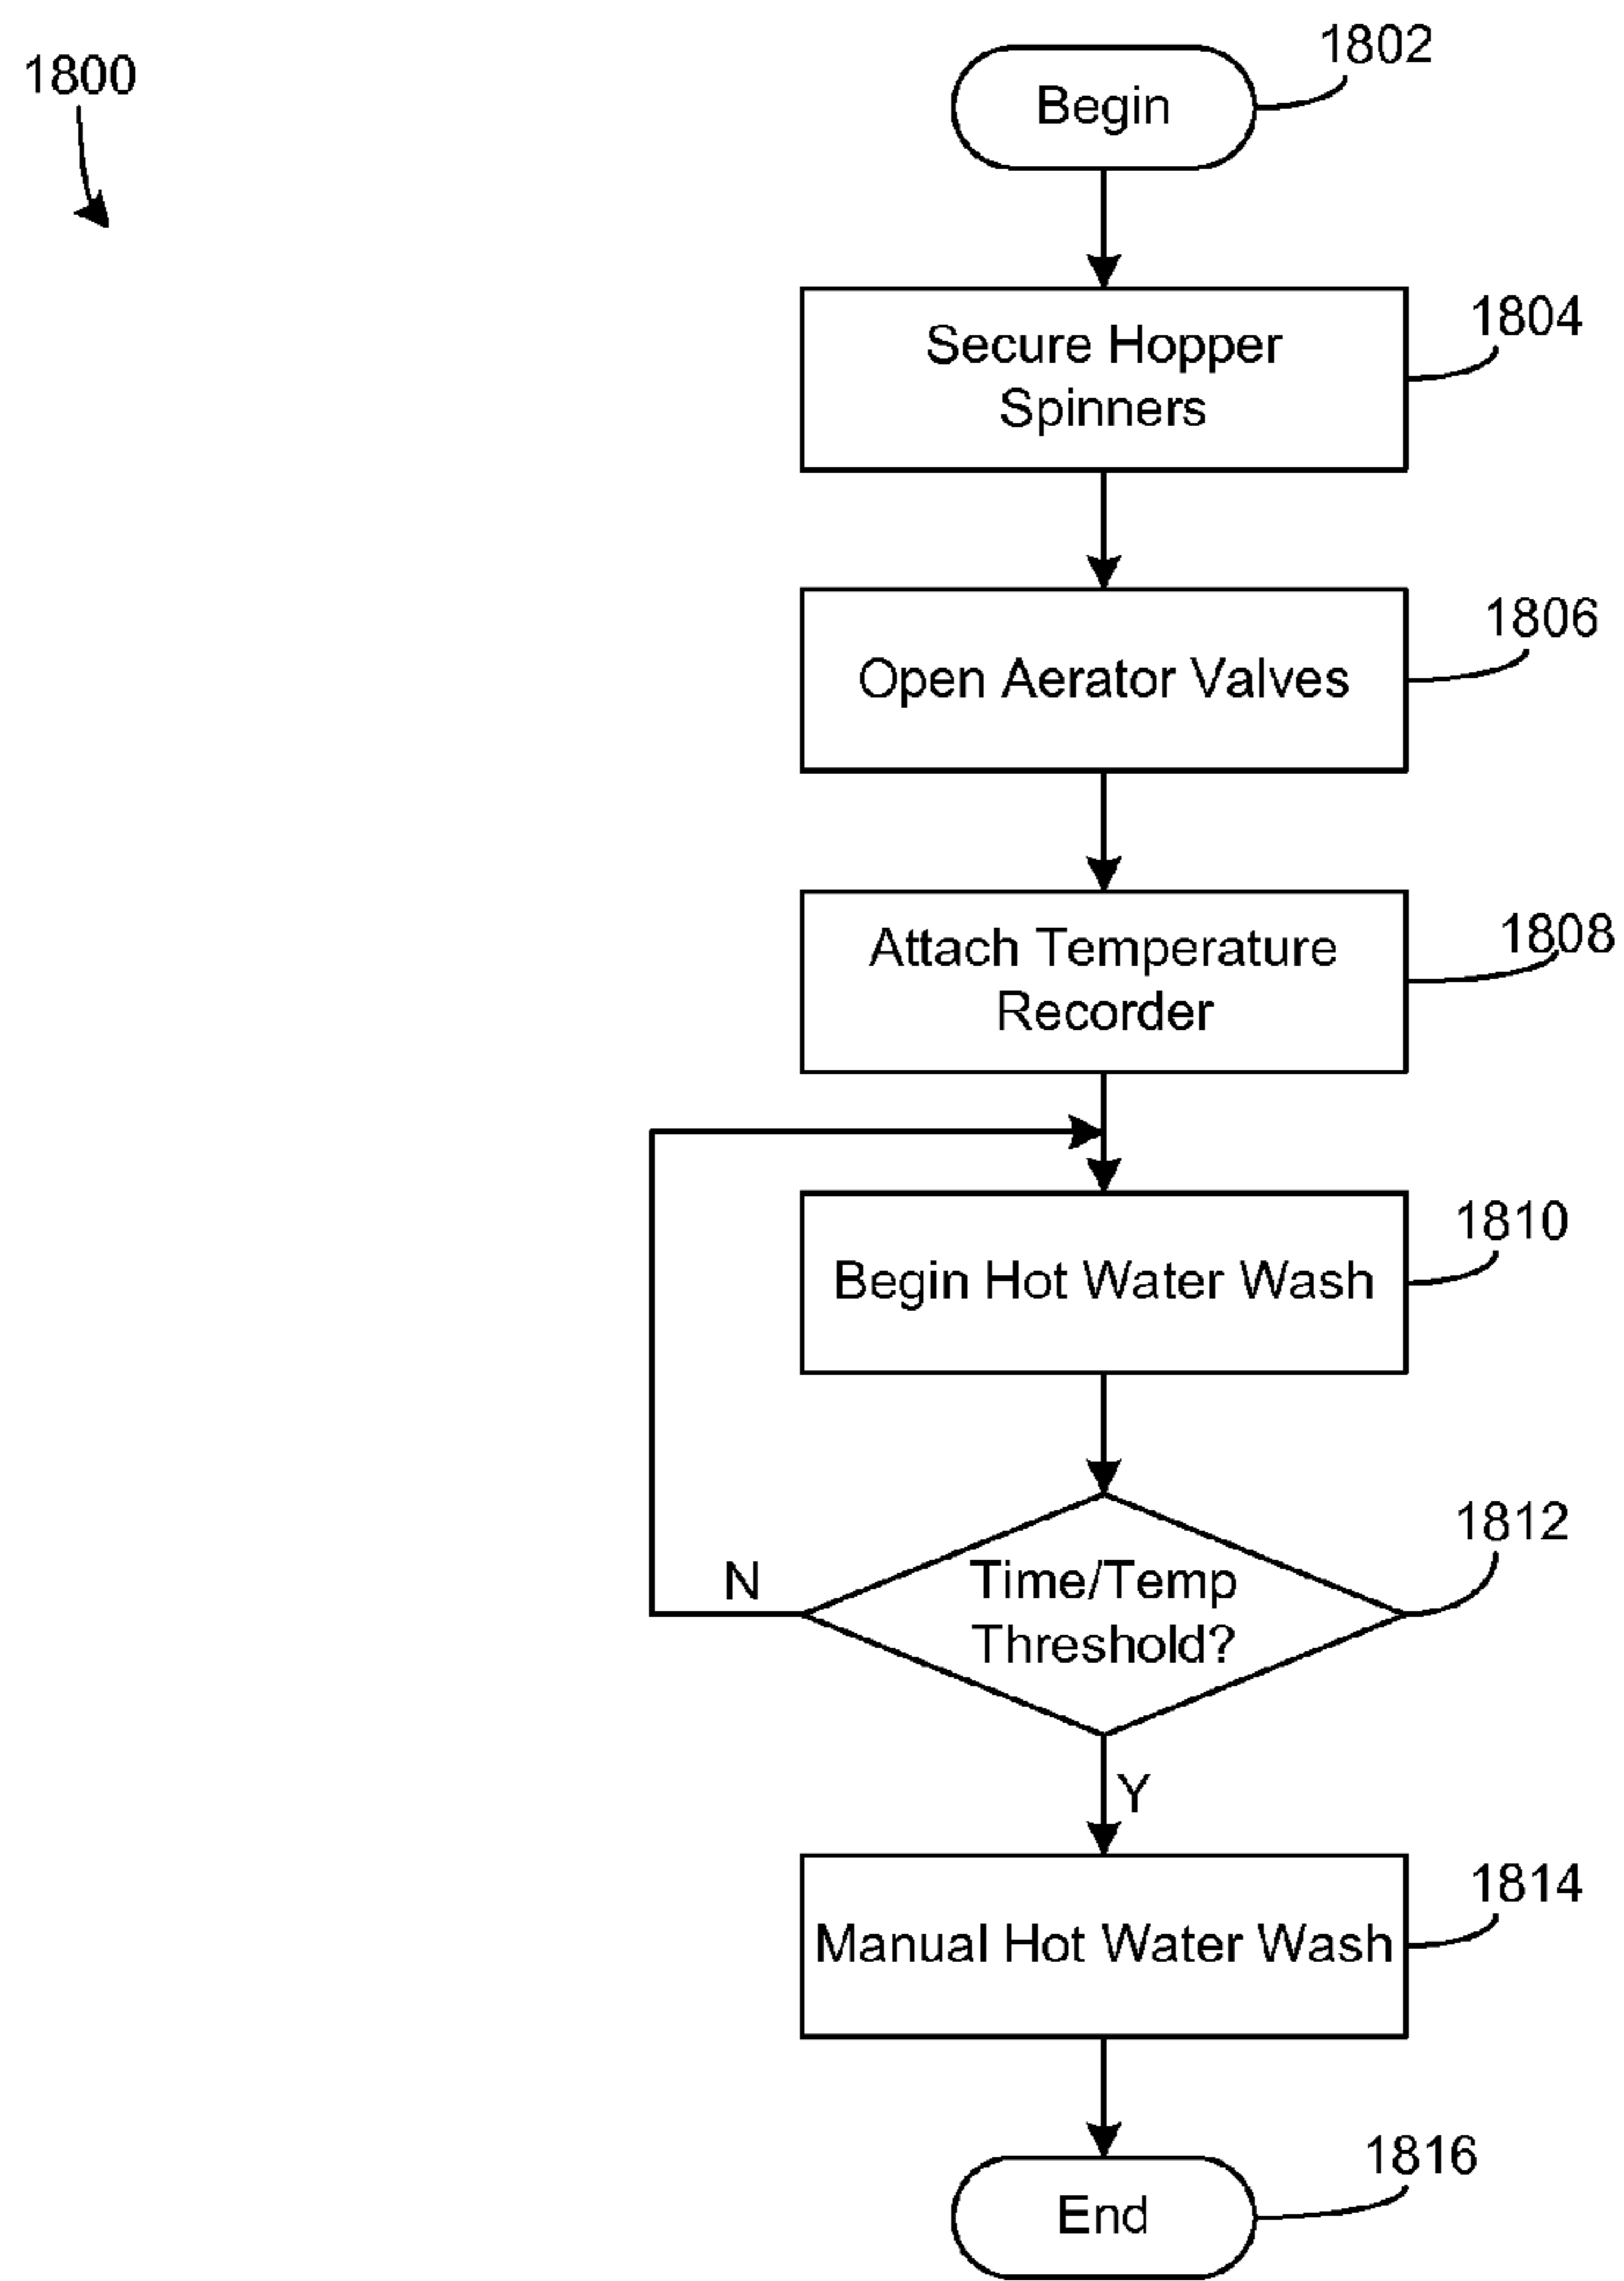 1800
1802
Begin
1804
Secure Hopper
Spinners
1806
Open Aerator Valves
1808
Attach Temperature
Recorder
1810
Begin Hot Water Wash
1812
Time/Temp
Threshold?
N
Y
1814
Manual Hot Water Wash
1816
End